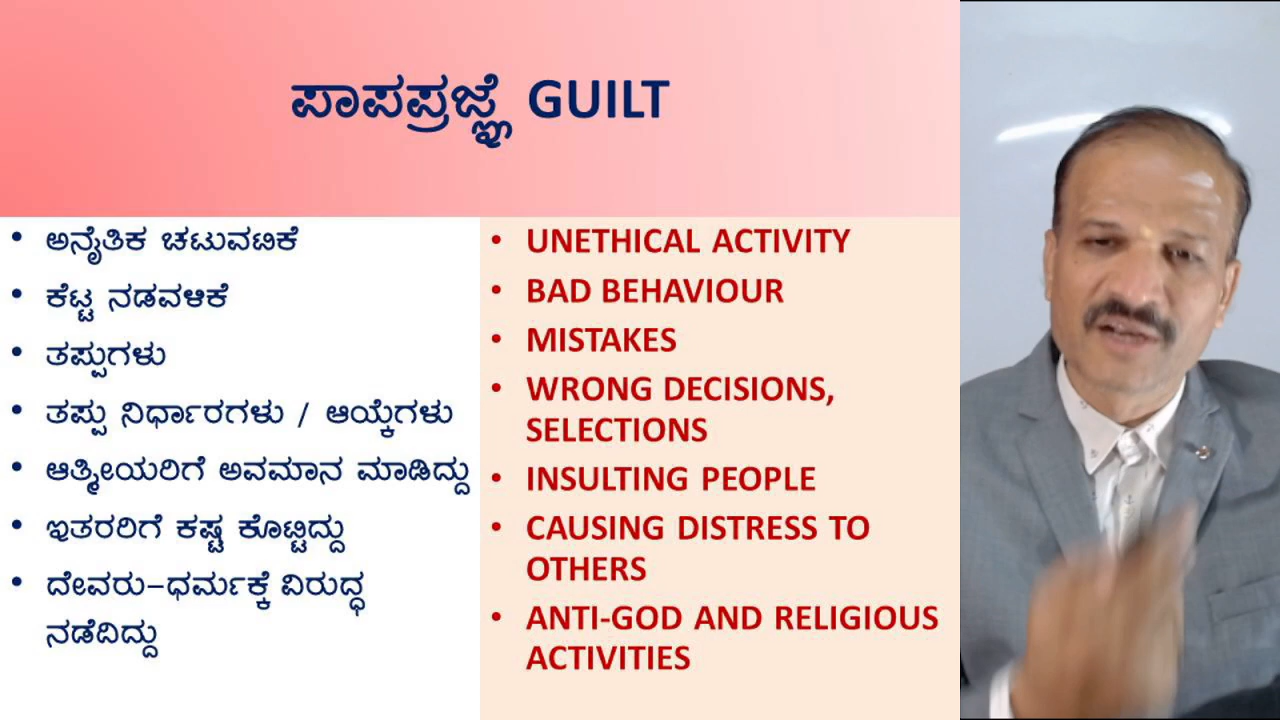 ಪಾಪಪ್ರಜ್ಞೆ GUILT
• ಅನೈತಿಕ ಚಟುವಟಿಕೆ
• ಕೆಟ್ಟ ನಡವಳಿಕೆ
• ತಪ್ಪುಗಳು
• ತಪ್ಪು ನಿರ್ಧಾರಗಳು / ಆಯ್ಕೆಗಳು
• ಆತ್ಮೀಯರಿಗೆ ಅವಮಾನ ಮಾಡಿದ್ದು
• ಇತರರಿಗೆ ಕಷ್ಟ ಕೊಟ್ಟಿದ್ದು
• ದೇವರು–ಧರ್ಮಕ್ಕೆ ವಿರುದ್ಧ
ನಡೆದಿದ್ದು
• UNETHICAL ACTIVITY
• BAD BEHAVIOUR
• MISTAKES
• WRONG DECISIONS,
SELECTIONS
• INSULTING PEOPLE
• CAUSING DISTRESS TO
OTHERS
• ANTI-GOD AND RELIGIOUS
ACTIVITIES